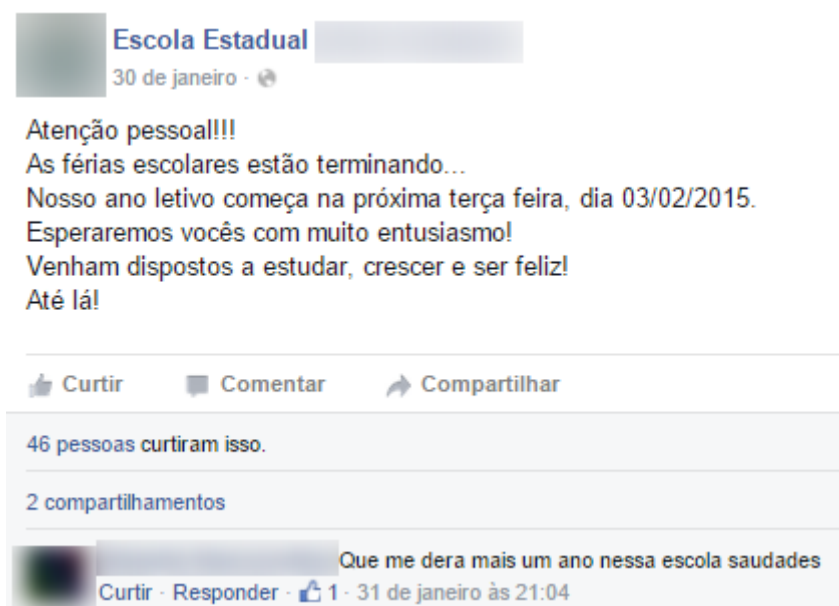 Escola Estadual
30 de janeiro ·
Atenção pessoal!!!
As férias escolares estão terminando...
Nosso ano letivo começa na próxima terça feira, dia 03/02/2015.
Esperaremos vocês com muito entusiasmo!
Venham dispostos a estudar, crescer e ser feliz!
Até lá!
Curtir Comentar Compartilhar
46 pessoas curtiram isso.
2 compartilhamentos
Que me dera mais um ano nessa escola saudades
Curtir · Responder · 1 · 31 de janeiro às 21:04